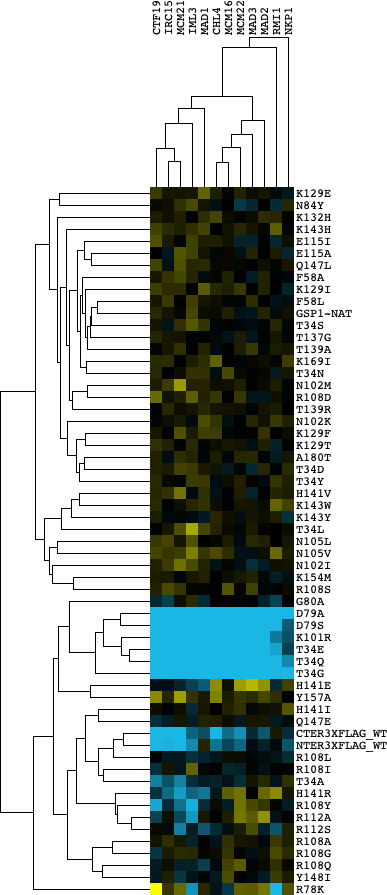 CTF19
IRC15
MCM21
IML3
MAD1
CHL4
MCM16
MCM22
MAD3
MAD2
RMI1
NKP1
K129E
N84Y
K132H
K143H
E115I
E115A
Q147L
F58A
K129I
F58L
GSP1-NAT
T34S
T137G
T139A
K169I
T34N
N102M
R108D
T139R
N102K
K129F
K129T
A180T
T34D
T34Y
H141V
K143W
K143Y
T34L
N105L
N105V
N102I
K154M
R108S
G80A
D79A
D79S
K101R
T34E
T34Q
T34G
H141E
Y157A
H141I
Q147E
CTER3XFLAG_WT
NTER3XFLAG_WT
R108L
R108I
T34A
H141R
R108Y
R112A
R112S
R108A
R108G
R108Q
Y148I
R78K